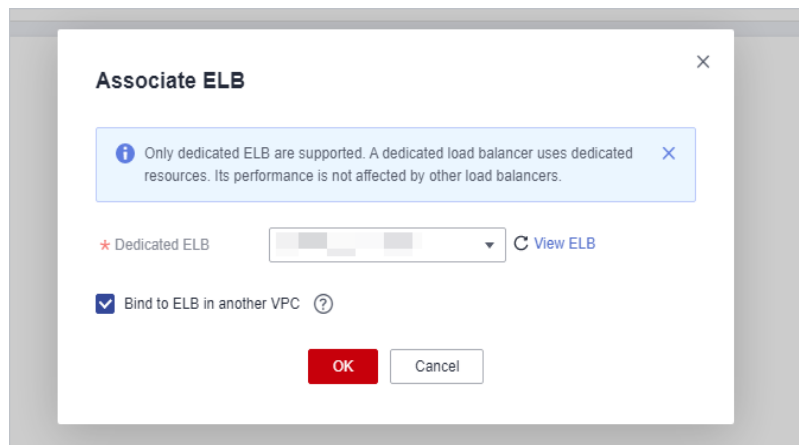 Associate ELB
Only dedicated ELB are supported. A dedicated load balancer uses dedicated
resources. Its performance is not affected by other load balancers.
* Dedicated ELB
View ELB
Bind to ELB in another VPC
OK
Cancel